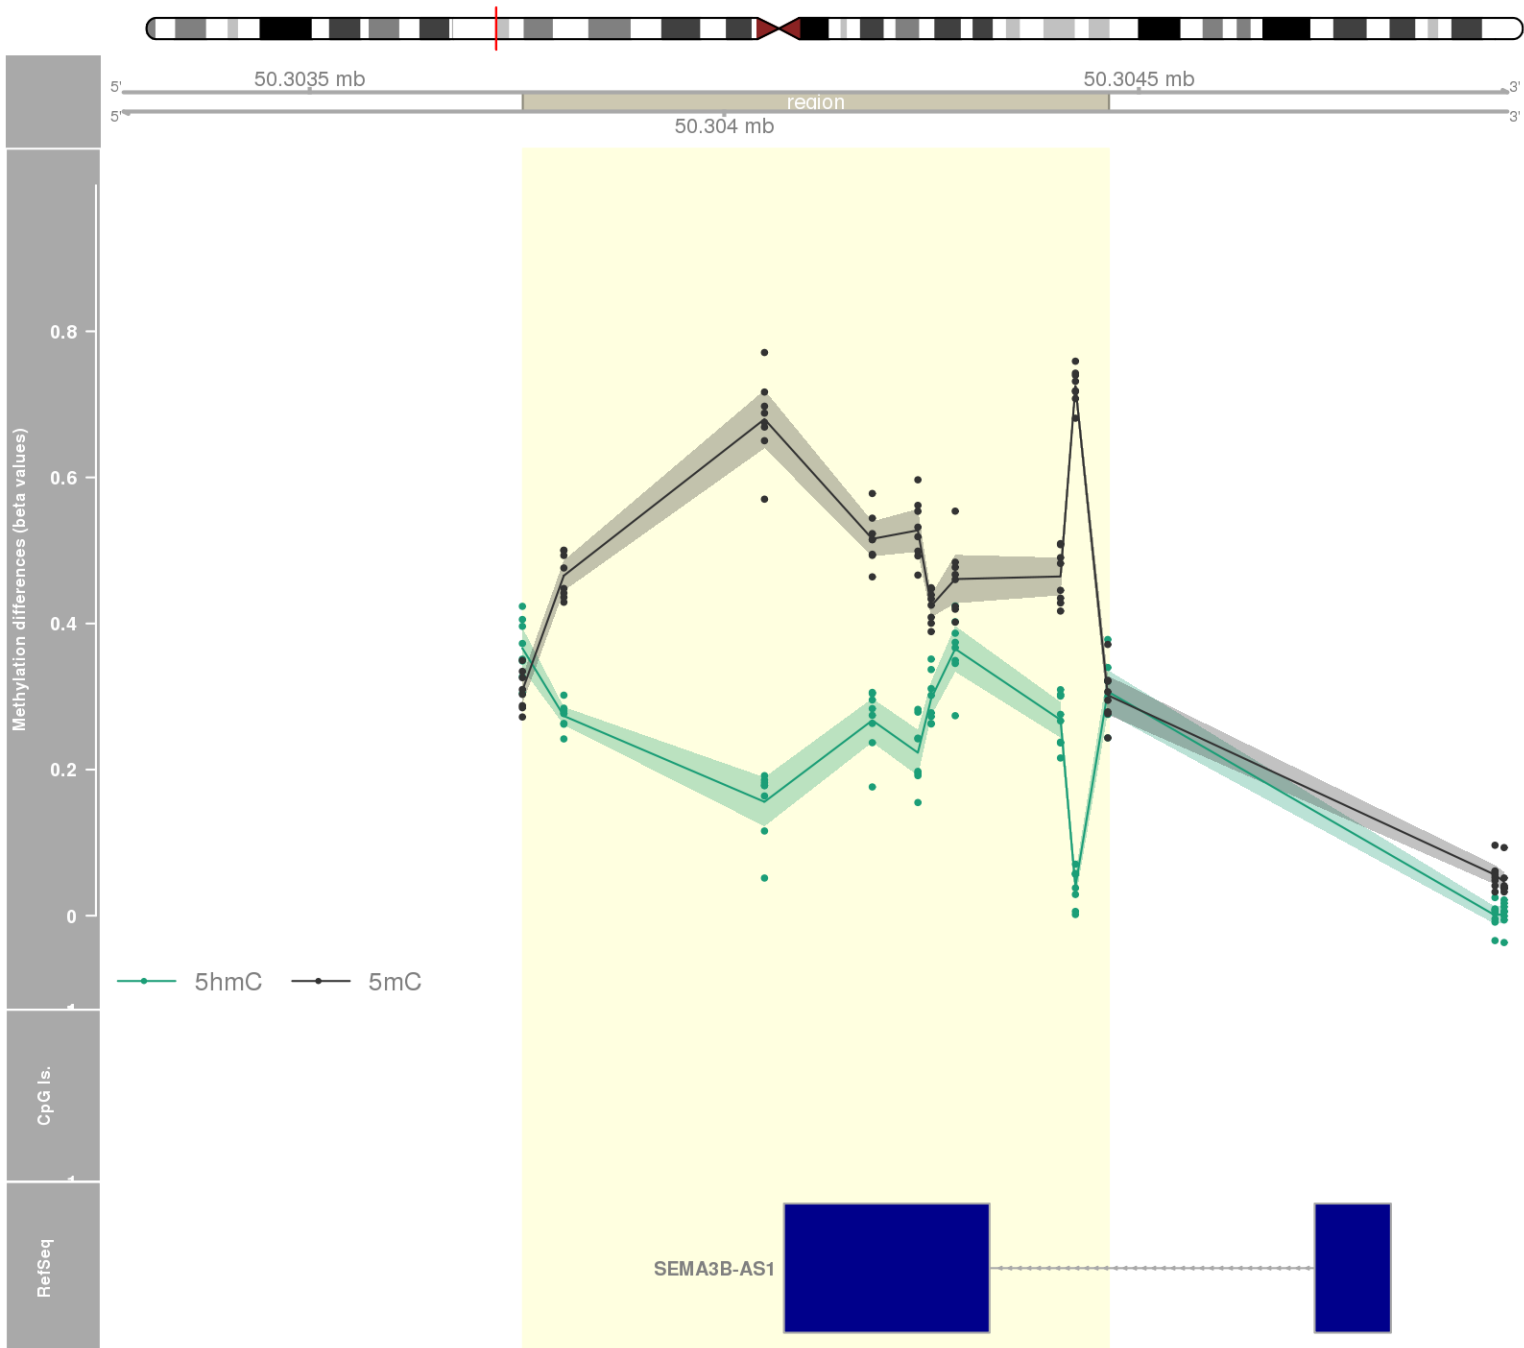 50.3035 mb
50.3045 mb
5'
3'
region
5'
3'
50.304 mb
Methylation differences (beta values)
0.8
0.6
0.4
0.2
0
5hmC
5mC
CpG Is.
RefSeq
SEMA3B-AS1